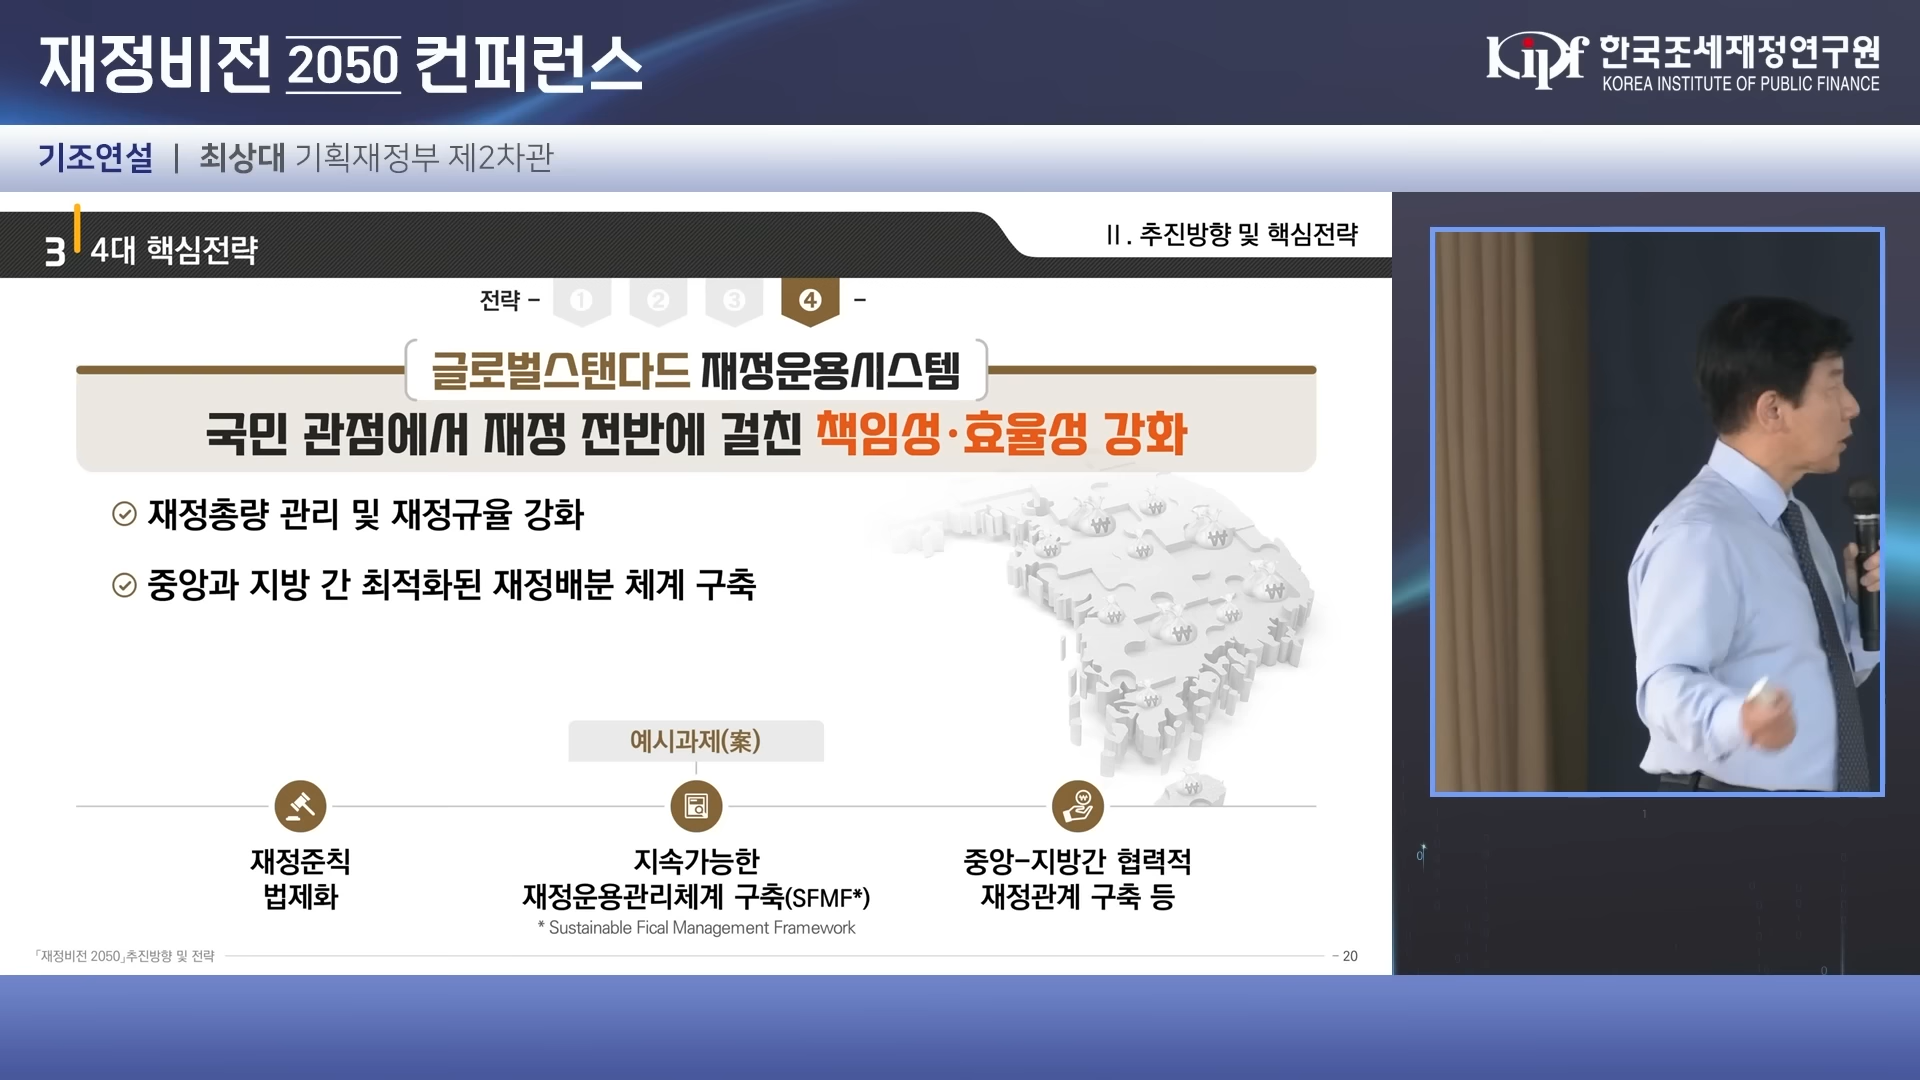 재정비전 2050 컨퍼런스
Kipf 한국조세재정연구원
KOREA INSTITUTE OF PUBLIC FINANCE
기조연설 | 최상대 기획재정부 제2차관
3 4대 핵심전략
Ⅱ. 추진방향 및 핵심전략
전략 - ① ② ③ ④ -
글로벌스탠다드 재정운용시스템
국민 관점에서 재정 전반에 걸친 책임성·효율성 강화
재정총량 관리 및 재정규율 강화
중앙과 지방 간 최적화된 재정배분 체계 구축
예시과제(案)
재정준칙
법제화
지속가능한
재정운용관리체계 구축(SFMF*)
* Sustainable Fical Management Framework
중앙-지방간 협력적
재정관계 구축 등
「재정비전 2050」추진방향 및 전략
- 20